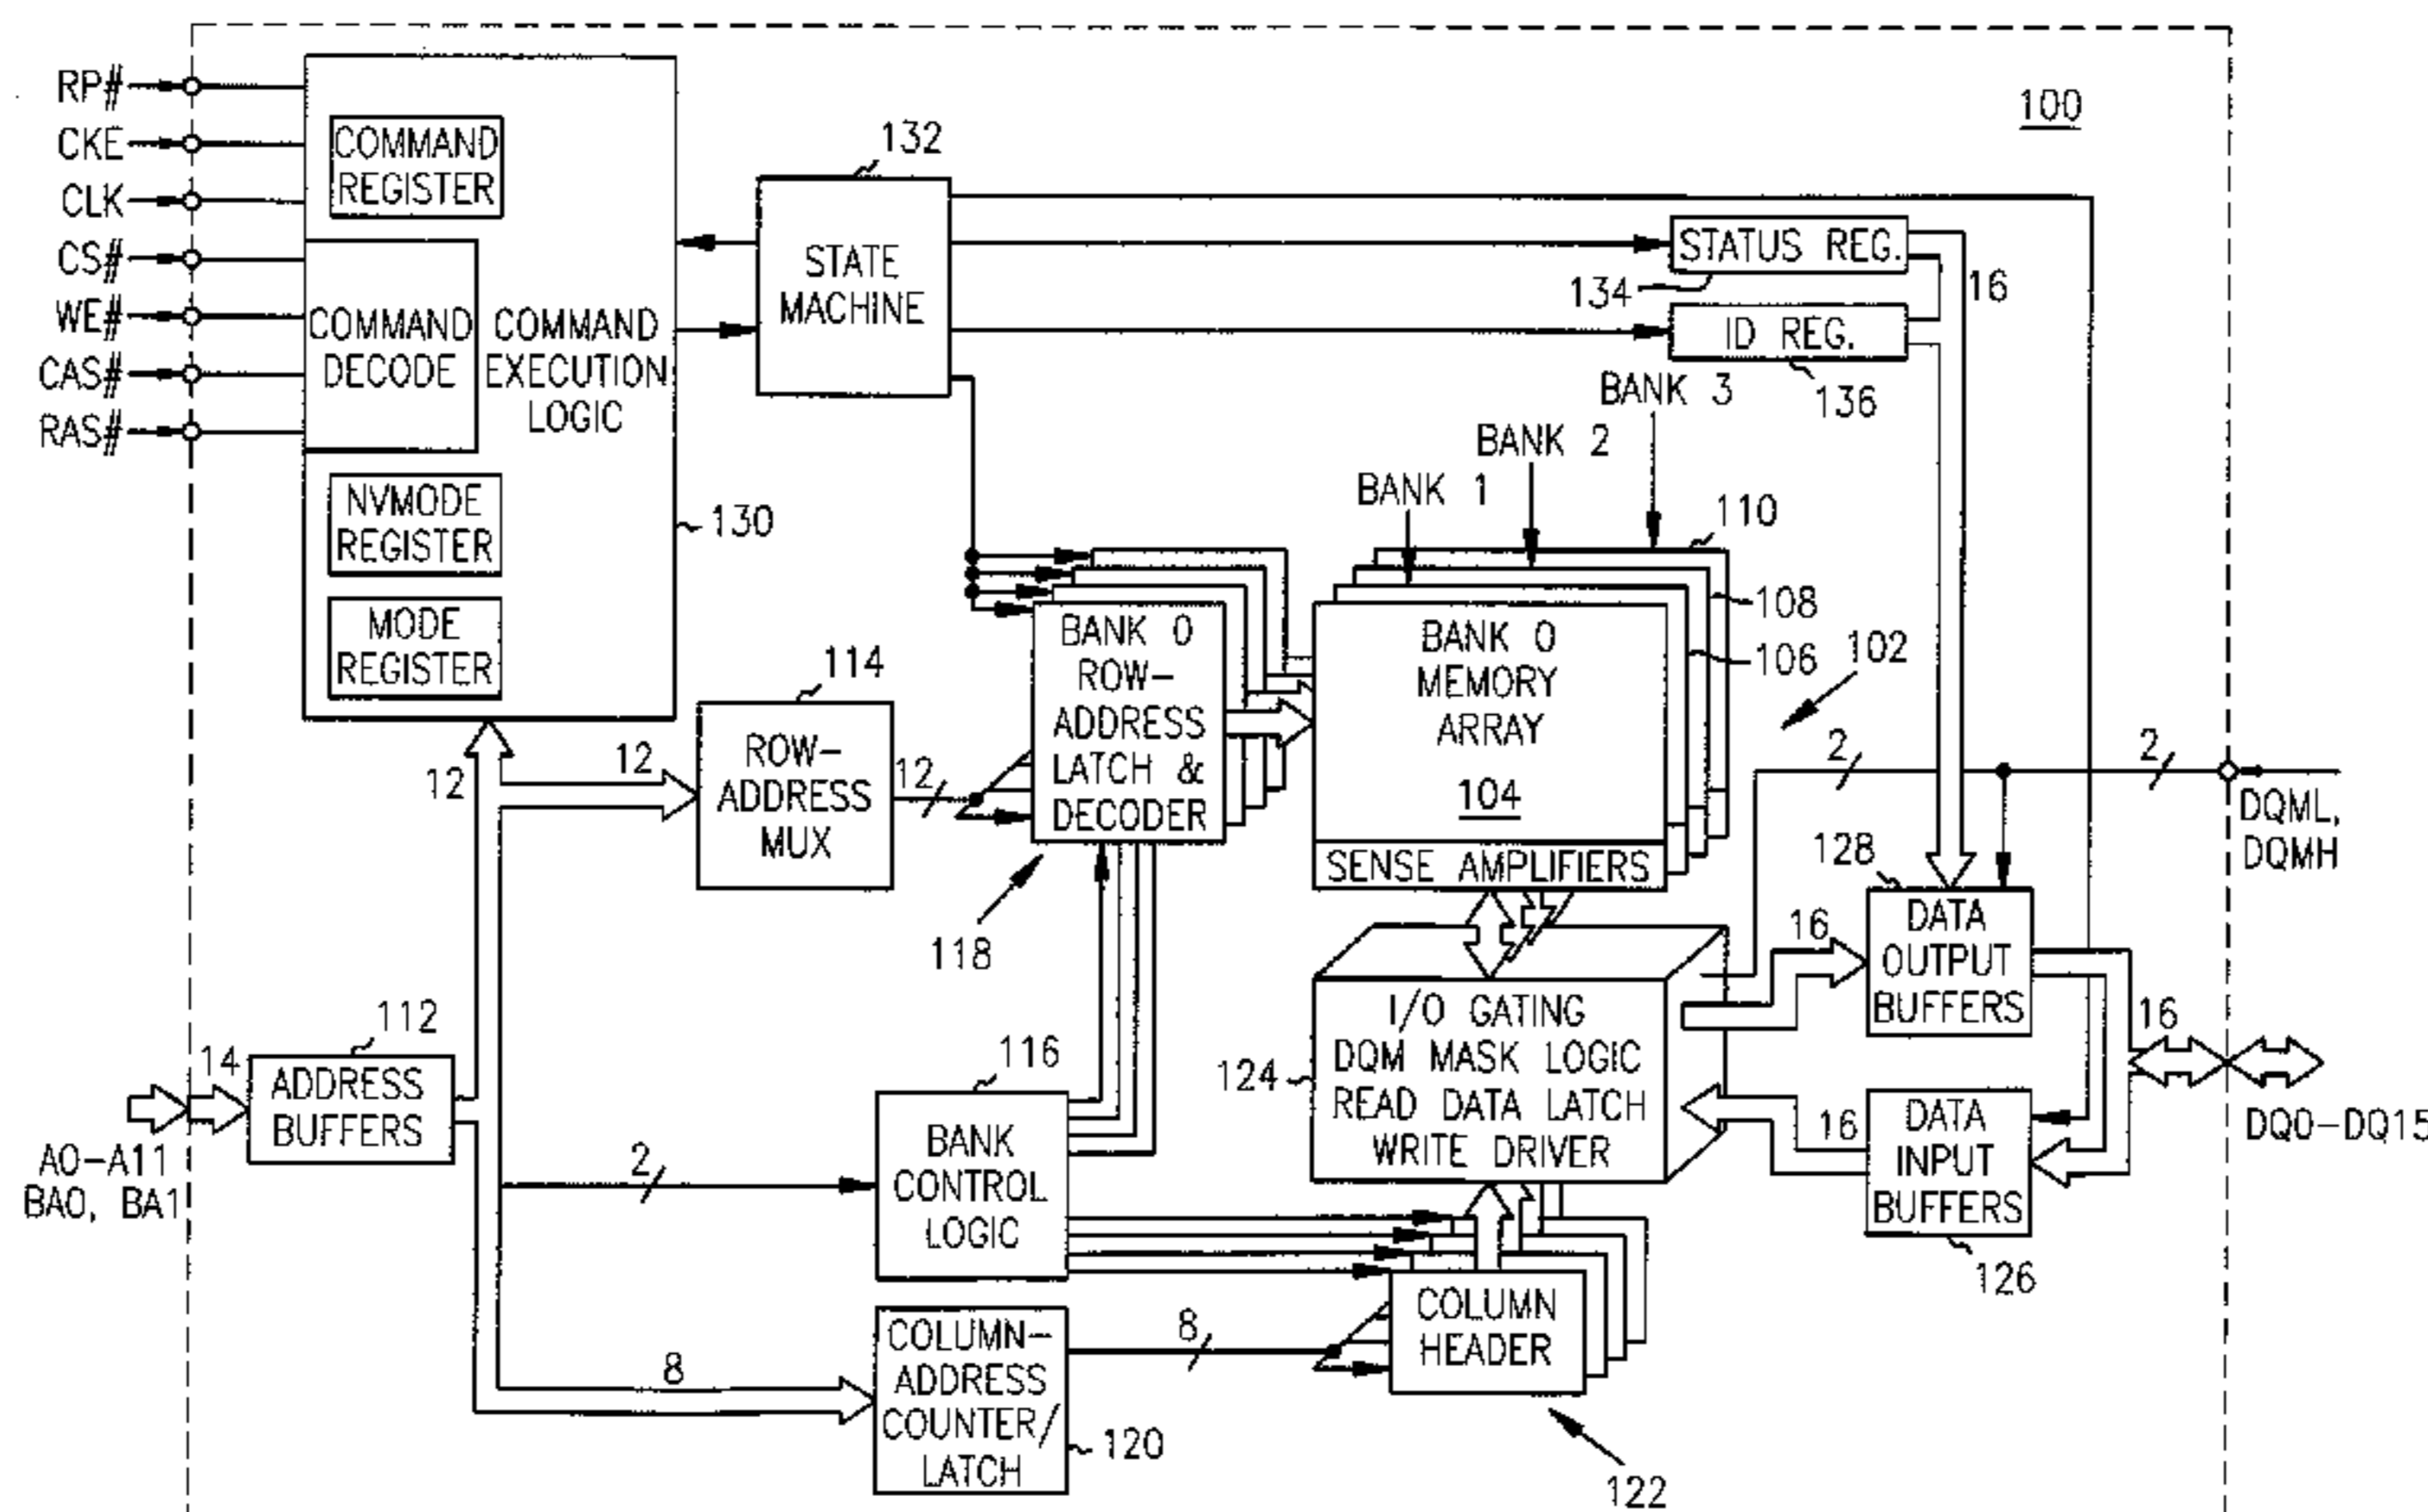 RP#
CKE
CLK
CS#
WE#
CAS#
RAS#
COMMAND
REGISTER
COMMAND
DECODE
COMMAND
EXECUTION
LOGIC
NVMODE
REGISTER
MODE
REGISTER
130
132
STATE
MACHINE
100
STATUS REG.
134
16
ID REG.
136
BANK 3
BANK 2
BANK 1
110
108
106
102
BANK 0
ROW-
ADDRESS
LATCH &
DECODER
118
BANK 0
MEMORY
ARRAY
104
SENSE AMPLIFIERS
114
ROW-
ADDRESS
MUX
12
12
12
2
2
DQML,
DQMH
128
DATA
OUTPUT
BUFFERS
16
16
DQ0-DQ15
16
DATA
INPUT
BUFFERS
126
124
I/O GATING
DQM MASK LOGIC
READ DATA LATCH
WRITE DRIVER
112
14
ADDRESS
BUFFERS
A0-A11
BA0, BA1
116
BANK
CONTROL
LOGIC
2
8
COLUMN-
ADDRESS
COUNTER/
LATCH
120
8
COLUMN
HEADER
122